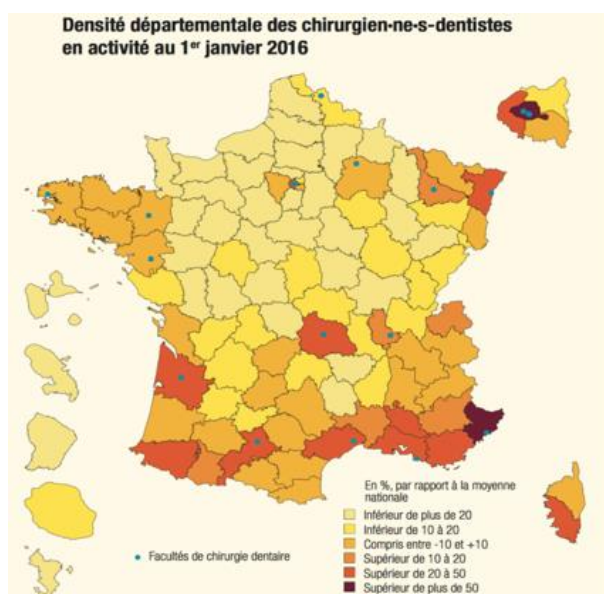 Densité départementale des chirurgien·ne·s-dentistes
en activité au 1er janvier 2016
En %, par rapport à la moyenne
nationale
Inférieur de plus de 20
Inférieur de 10 à 20
Compris entre -10 et +10
Supérieur de 10 à 20
Supérieur de 20 à 50
Supérieur de plus de 50
Facultés de chirurgie dentaire